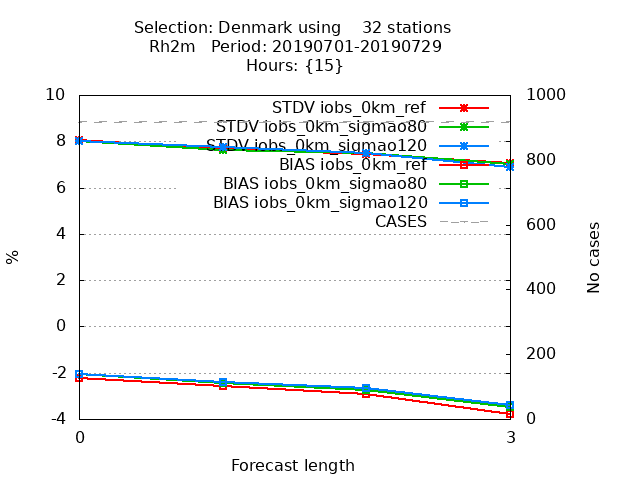 Selection: Denmark using 32 stations
Rh2m Period: 20190701-20190729
Hours: {15}
10
8
6
4
2
0
-2
-4
1000
800
600
400
200
0
STDV iobs_0km_ref
STDV iobs_0km_sigmao80
STDV iobs_0km_sigmao120
BIAS iobs_0km_ref
BIAS iobs_0km_sigmao80
BIAS iobs_0km_sigmao120
CASES
%
No cases
0
3
Forecast length